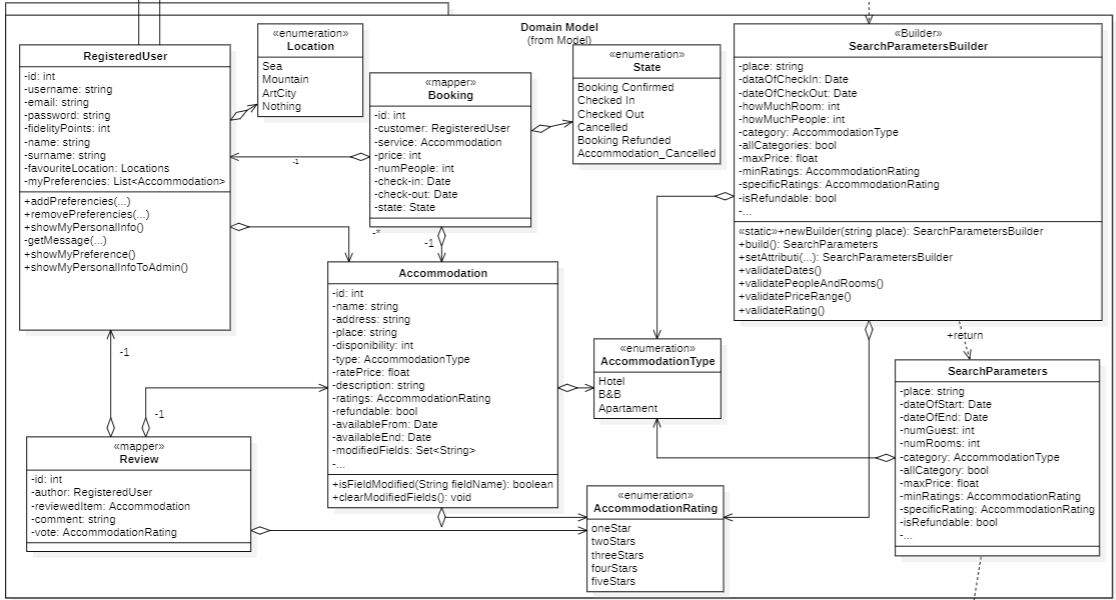 Domain Model
(from Model)
RegisteredUser
-id: int
-username: string
-email: string
-password: string
-fidelityPoints: int
-name: string
-surname: string
-favouriteLocation: Locations
-myPreferencies: List<Accommodation>
+addPreferencies(...)
+removePreferencies(...)
+showMyPersonalInfo()
-getMessage(...)
+showMyPreference()
+showMyPersonalInfoToAdmin()
«enumeration»
Location
Sea
Mountain
ArtCity
Nothing
«mapper»
Booking
-id: int
-customer: RegisteredUser
-service: Accommodation
-price: int
-numPeople: int
-check-in: Date
-check-out: Date
-state: State
«enumeration»
State
Booking Confirmed
Checked In
Checked Out
Cancelled
Booking Refunded
Accommodation_Cancelled
«Builder»
SearchParametersBuilder
-place: string
-dataOfCheckIn: Date
-dateOfCheckOut: Date
-howMuchRoom: int
-howMuchPeople: int
-category: AccommodationType
-allCategories: bool
-maxPrice: float
-minRatings: AccommodationRating
-specificRatings: AccommodationRating
-isRefundable: bool
-...
«static»+newBuilder(string place): SearchParametersBuilder
+build(): SearchParameters
+setAttributi(...): SearchParametersBuilder
+validateDates()
+validatePeopleAndRooms()
+validatePriceRange()
+validateRating()
-1
-*
-1
Accommodation
-id: int
-name: string
-address: string
-place: string
-disponibility: int
-type: AccommodationType
-ratePrice: float
-description: string
-ratings: AccommodationRating
-refundable: bool
-availableFrom: Date
-availableEnd: Date
-modifiedFields: Set<String>
-...
+isFieldModified(String fieldName): boolean
+clearModifiedFields(): void
«enumeration»
AccommodationType
Hotel
B&B
Apartament
+return
SearchParameters
-place: string
-dateOfStart: Date
-dateOfEnd: Date
-numGuest: int
-numRooms: int
-category: AccommodationType
-allCategory: bool
-maxPrice: float
-minRatings: AccommodationRating
-specificRating: AccommodationRating
-isRefundable: bool
-...
-1
-1
«mapper»
Review
-id: int
-author: RegisteredUser
-reviewedItem: Accommodation
-comment: string
-vote: AccommodationRating
«enumeration»
AccommodationRating
oneStar
twoStars
threeStars
fourStars
fiveStars